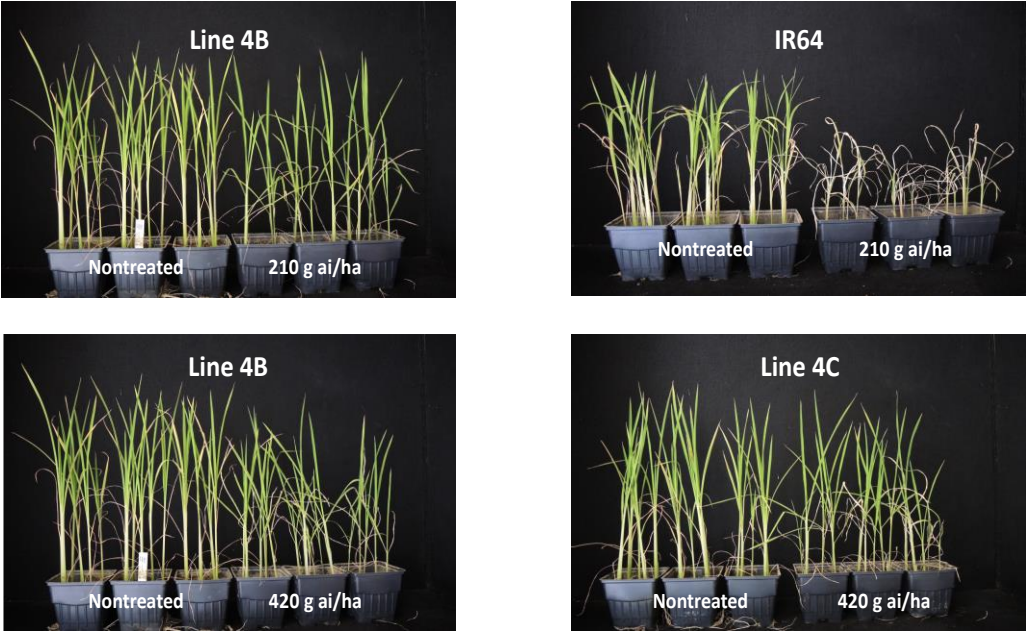 Line 4B
Nontreated
210 g ai/ha
IR64
Nontreated
210 g ai/ha
Line 4B
Nontreated
420 g ai/ha
Line 4C
Nontreated
420 g ai/ha